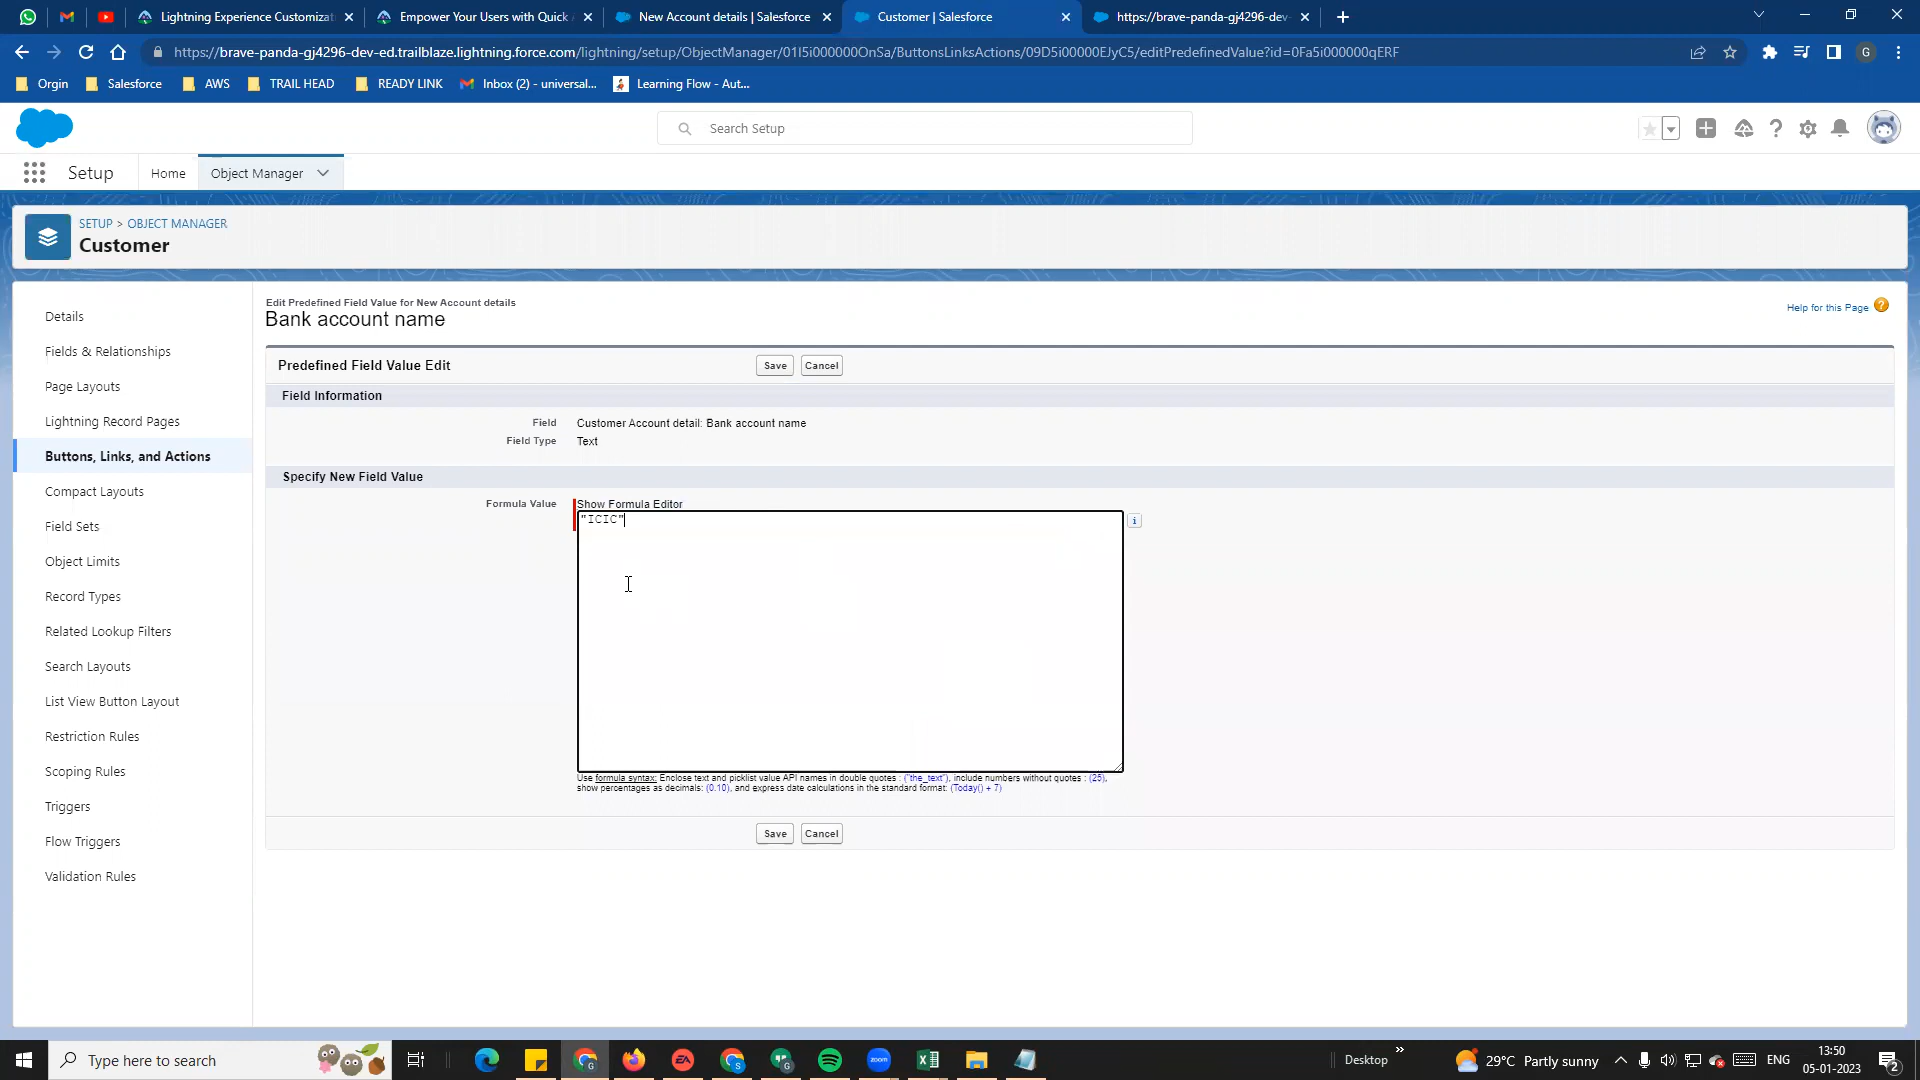 Lightning Experience Customizat
Empower Your Users with Quick A
New Account details | Salesforce
Customer | Salesforce
https://brave-panda-gj4296-dev-
https://brave-panda-gj4296-dev-ed.trailblaze.lightning.force.com/lightning/setup/ObjectManager/01I5i000000OnSa/ButtonsLinksActions/09D5i00000EJyC5/editPredefinedValue?id=0Fa5i000000qERF
G
Orgin
Salesforce
AWS
TRAIL HEAD
READY LINK
Inbox (2) - universal...
Learning Flow - Aut...
Search Setup
Setup
Home
Object Manager
SETUP > OBJECT MANAGER
Customer
Details
Fields & Relationships
Page Layouts
Lightning Record Pages
Buttons, Links, and Actions
Compact Layouts
Field Sets
Object Limits
Record Types
Related Lookup Filters
Search Layouts
List View Button Layout
Restriction Rules
Scoping Rules
Triggers
Flow Triggers
Validation Rules
Edit Predefined Field Value for New Account details
Bank account name
Help for this Page
Predefined Field Value Edit
Save
Cancel
Field Information
Field
Customer Account detail: Bank account name
Field Type
Text
Specify New Field Value
Formula Value
Show Formula Editor
"ICIC"
Use formula syntax: Enclose text and picklist value API names in double quotes : ("the_text"), include numbers without quotes : (25),
show percentages as decimals: (0.10), and express date calculations in the standard format: (Today() + 7)
Save
Cancel
Type here to search
Desktop
29°C Partly sunny
ENG
13:50
05-01-2023
2